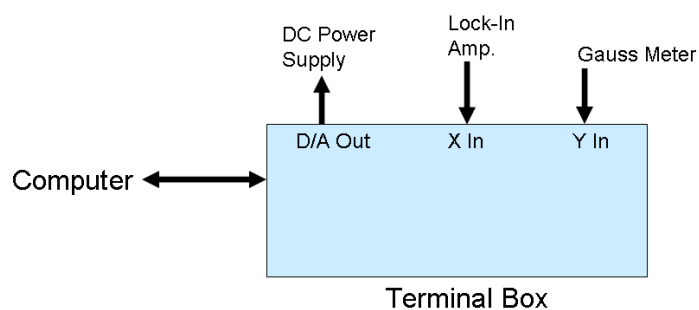 DC Power
Supply
Lock-In
Amp.
Gauss Meter
D/A Out
X In
Y In
Computer
Terminal Box